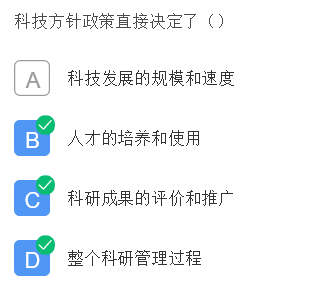 科技方针政策直接决定了（）
A 科技发展的规模和速度
B 人才的培养和使用
C 科研成果的评价和推广
D 整个科研管理过程